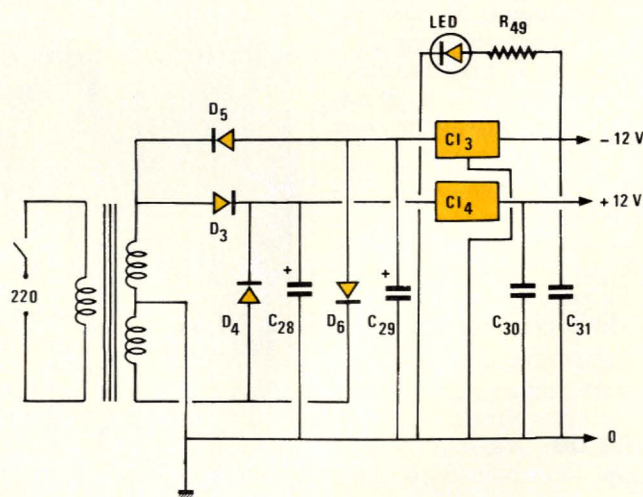 LED
R49
D5
CI3
− 12 V
CI4
+ 12 V
D3
220
+
+
D4
C28
D6
C29
C30
C31
0